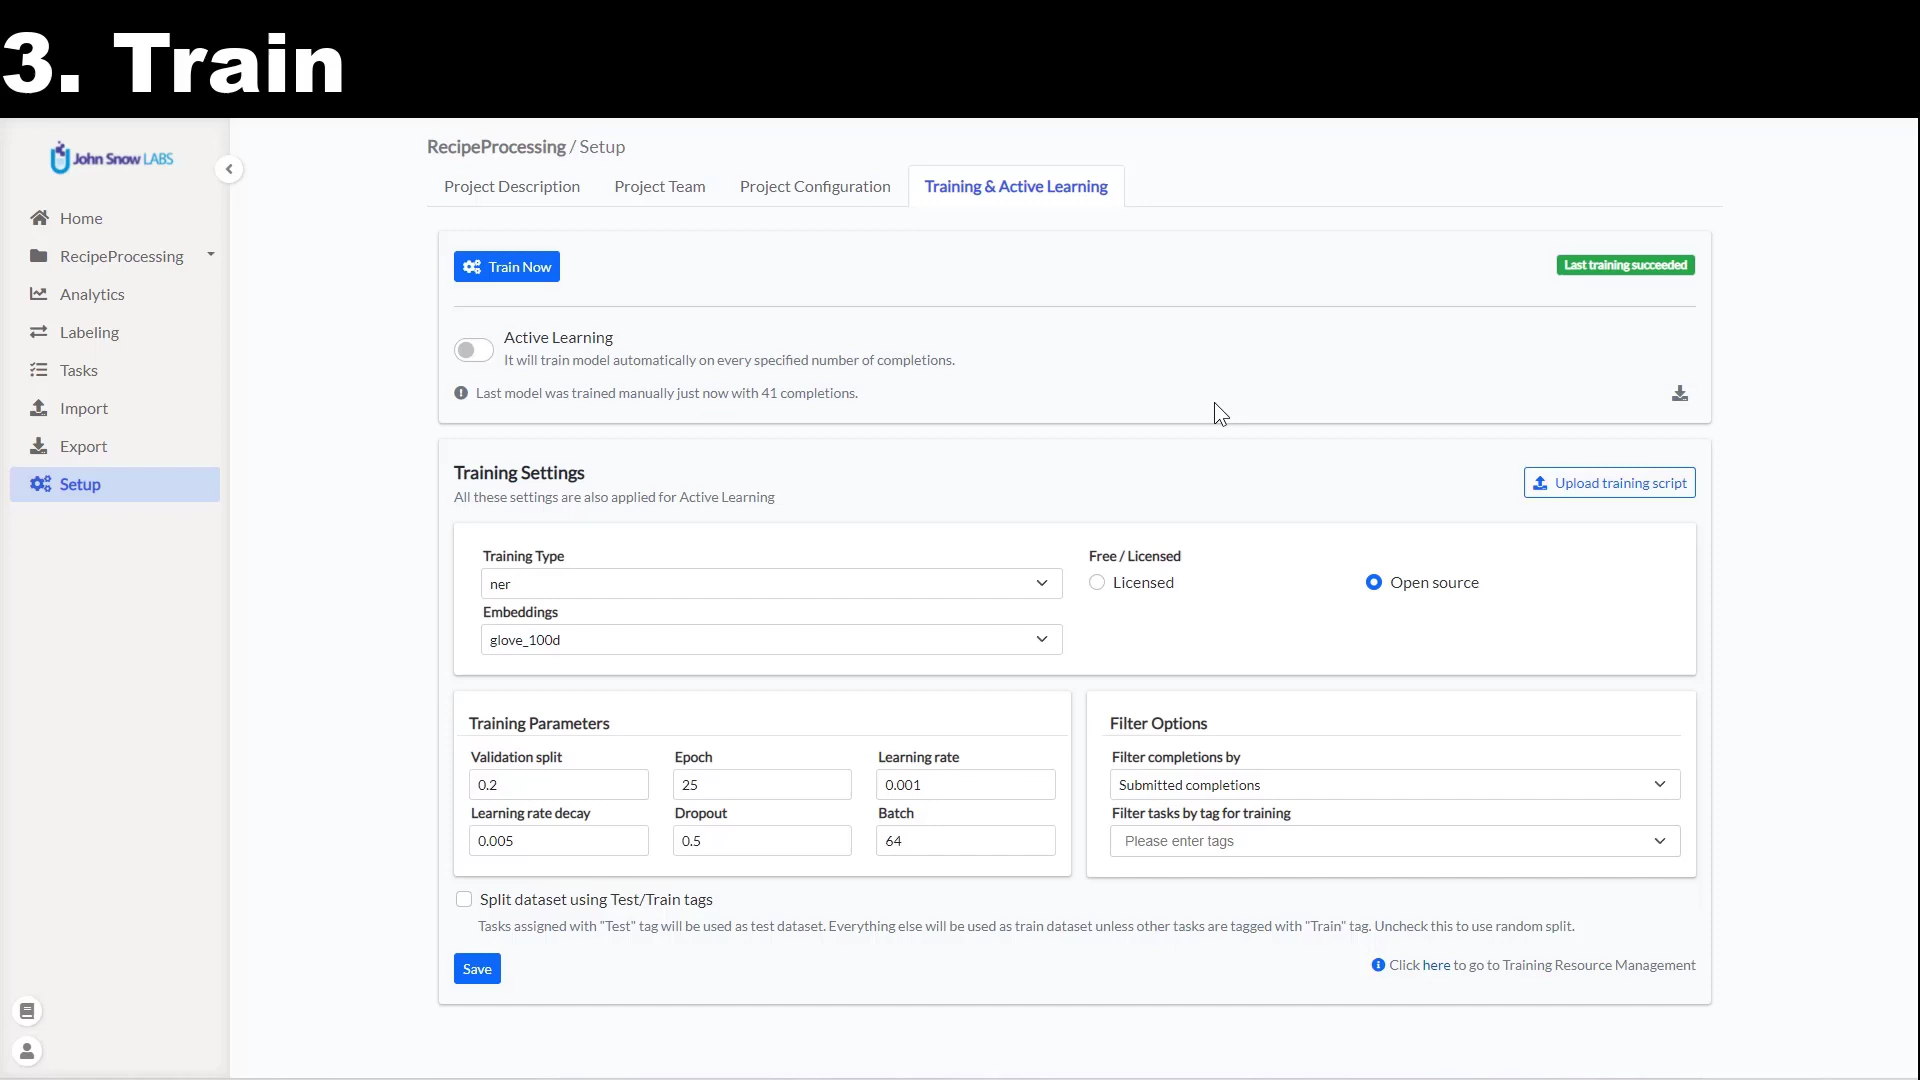 3. Train
John Snow LABS
Home
RecipeProcessing
Analytics
Labeling
Tasks
Import
Export
Setup
RecipeProcessing / Setup
Project Description
Project Team
Project Configuration
Training & Active Learning
Train Now
Last training succeeded
Active Learning
It will train model automatically on every specified number of completions.
Last model was trained manually just now with 41 completions.
Training Settings
All these settings are also applied for Active Learning
Upload training script
Training Type
ner
Embeddings
glove_100d
Free / Licensed
Licensed
Open source
Training Parameters
Validation split
Epoch
Learning rate
0.2
25
0.001
Learning rate decay
Dropout
Batch
0.005
0.5
64
Filter Options
Filter completions by
Submitted completions
Filter tasks by tag for training
Please enter tags
Split dataset using Test/Train tags
Tasks assigned with "Test" tag will be used as test dataset. Everything else will be used as train dataset unless other tasks are tagged with "Train" tag. Uncheck this to use random split.
Save
Click here to go to Training Resource Management